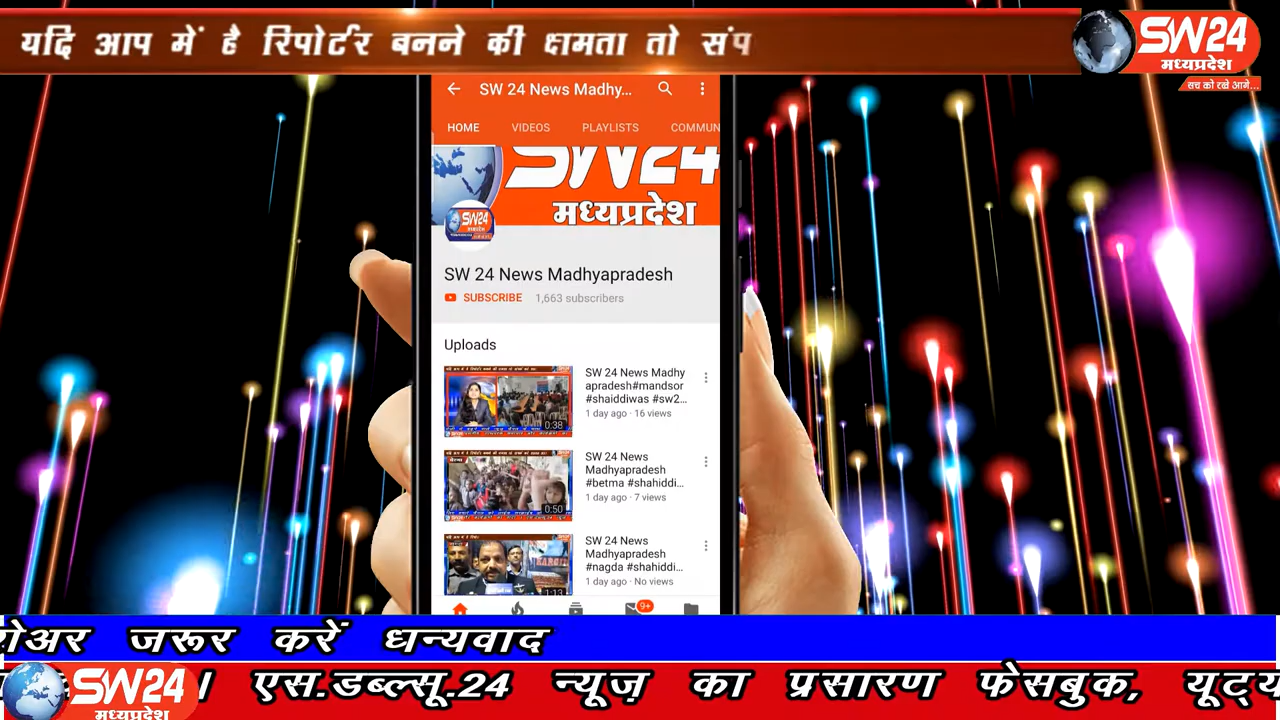 यदि आप में है रिपोर्टर बनने की क्षमता तो संप
SW24
मध्यप्रदेश
सच को रखे आगे...
SW 24 News Madhy...
HOME VIDEOS PLAYLISTS COMMUN
SW24
मध्यप्रदेश
SW24
SW 24 News Madhyapradesh
SUBSCRIBE 1,663 subscribers
Uploads
SW 24 News Madhy
apradesh#mandsor
#shaiddiwas #sw2...
1 day ago · 16 views
0:38
SW 24 News
Madhyapradesh
#betma #shahiddi...
1 day ago · 7 views
0:50
SW 24 News
Madhyapradesh
#nagda #shahiddi...
1 day ago · No views
1:13
9+
शेअर जरूर करें धन्यवाद
SW24
मध्यप्रदेश
। एस.डब्ल्सू.24 न्यूज़ का प्रसारण फेसबुक, यूट्य